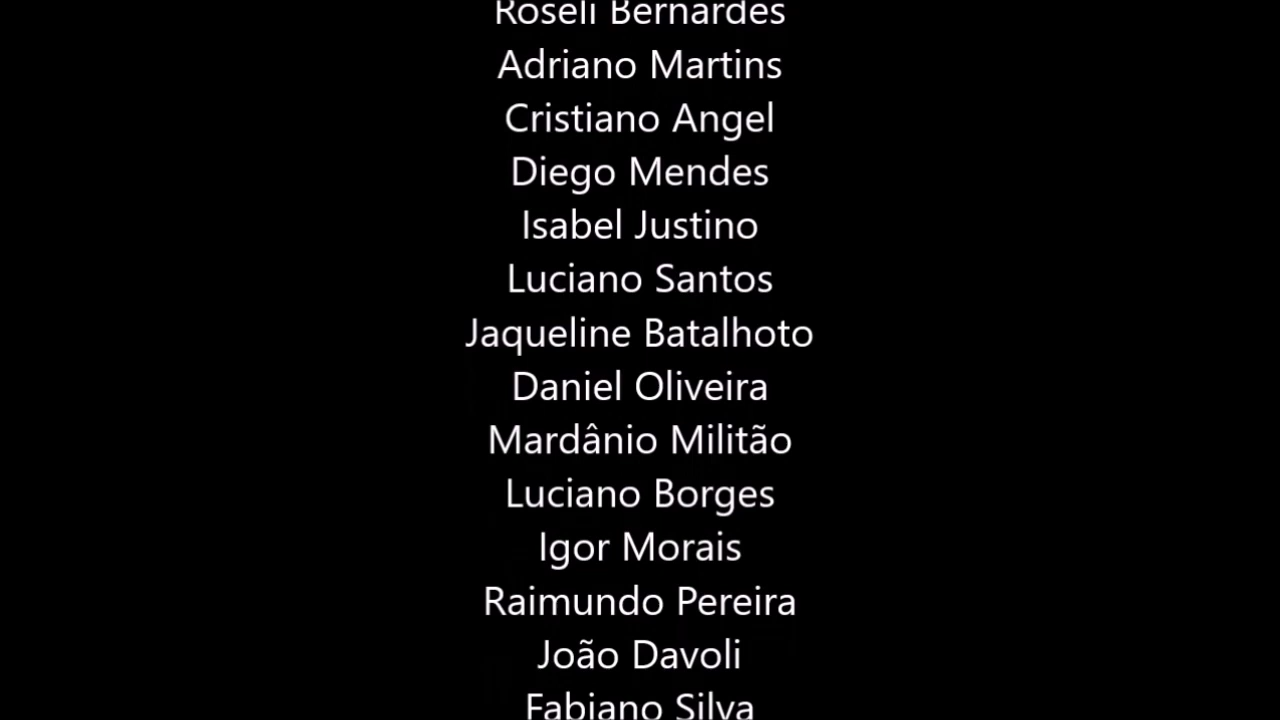 Roseli Bernardes
Adriano Martins
Cristiano Angel
Diego Mendes
Isabel Justino
Luciano Santos
Jaqueline Batalhoto
Daniel Oliveira
Mardânio Militão
Luciano Borges
Igor Morais
Raimundo Pereira
João Davoli
Fabiano Silva